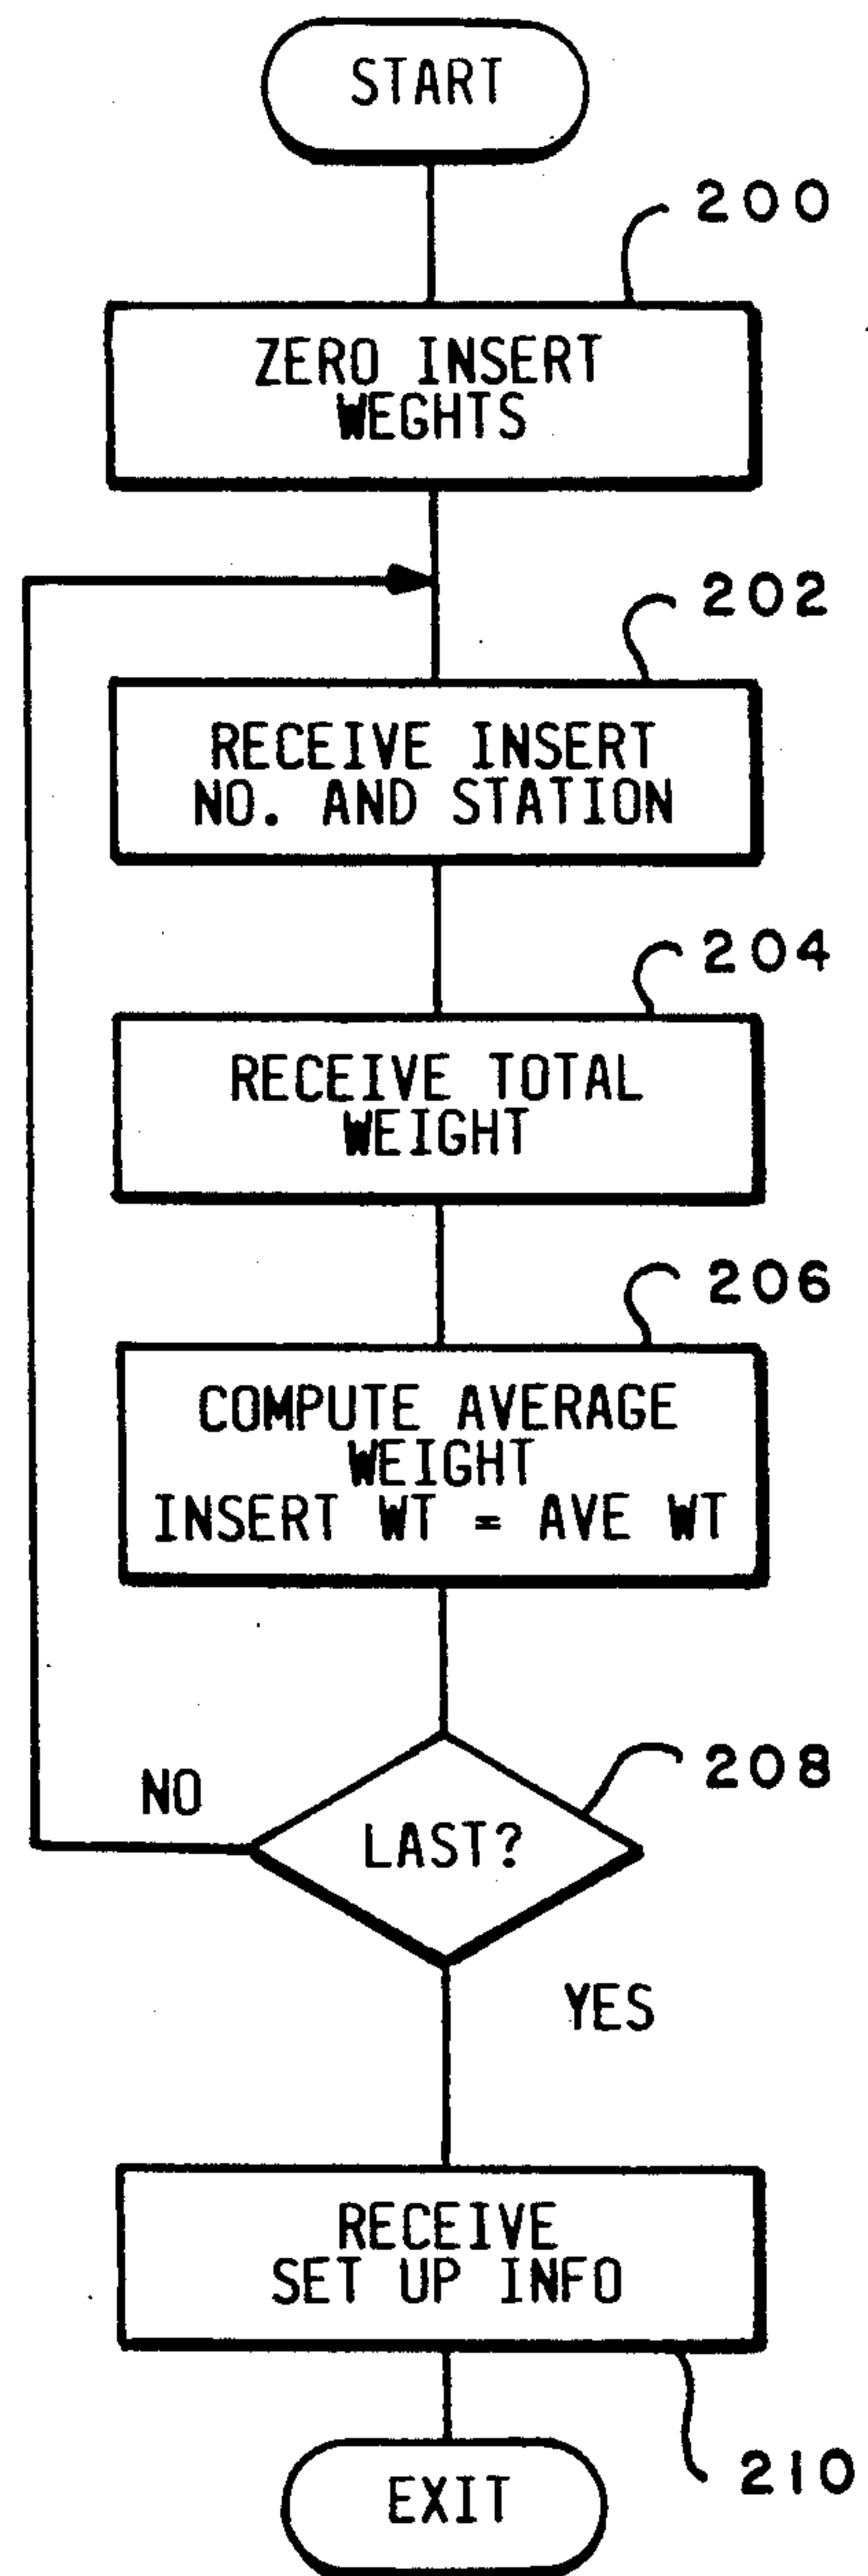 START
200
ZERO INSERT
WEGHTS
202
RECEIVE INSERT
NO. AND STATION
204
RECEIVE TOTAL
WEIGHT
206
COMPUTE AVERAGE
WEIGHT
INSERT WT = AVE WT
208
NO
LAST?
YES
RECEIVE
SET UP INFO
210
EXIT